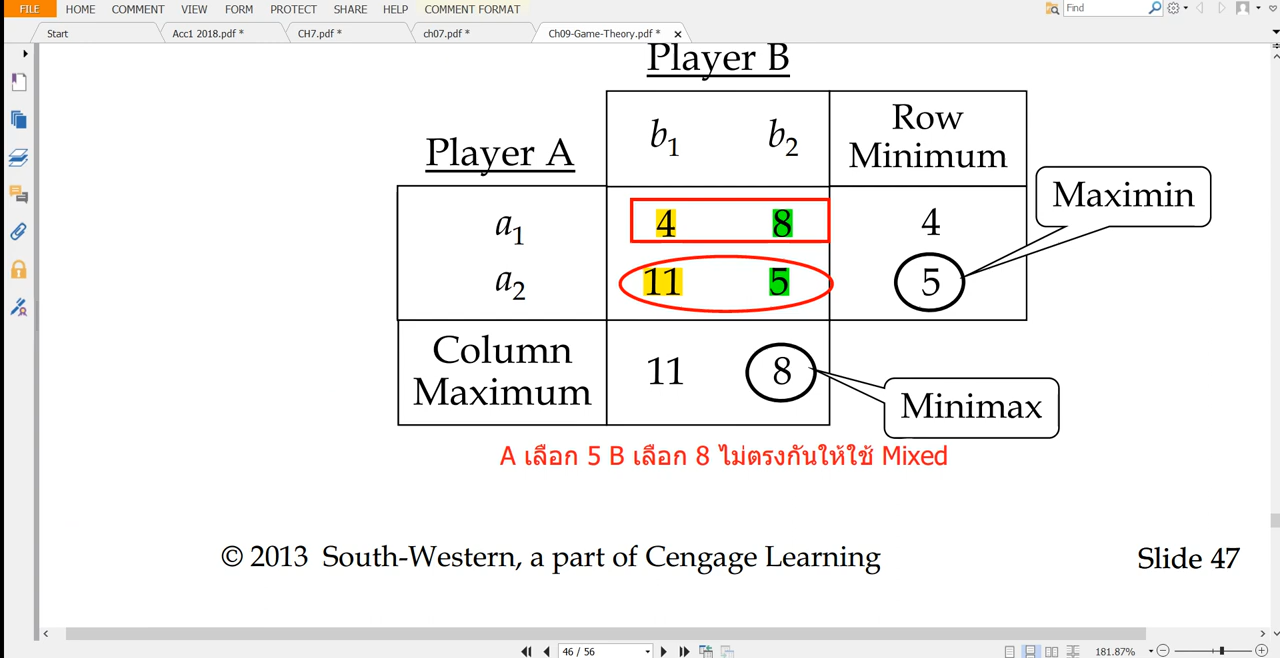 FILE HOME COMMENT VIEW FORM PROTECT SHARE HELP COMMENT FORMAT Find
Start Acc1 2018.pdf * CH7.pdf * ch07.pdf * Ch09-Game-Theory.pdf *
Player B
Player A b1 b2 Row Minimum
Maximin
a1 4 8 4
a2 11 5 5
Column Maximum 11 8
Minimax
A เลือก 5 B เลือก 8 ไม่ตรงกันให้ใช้ Mixed
© 2013 South-Western, a part of Cengage Learning Slide 47
46 / 56 181.87%